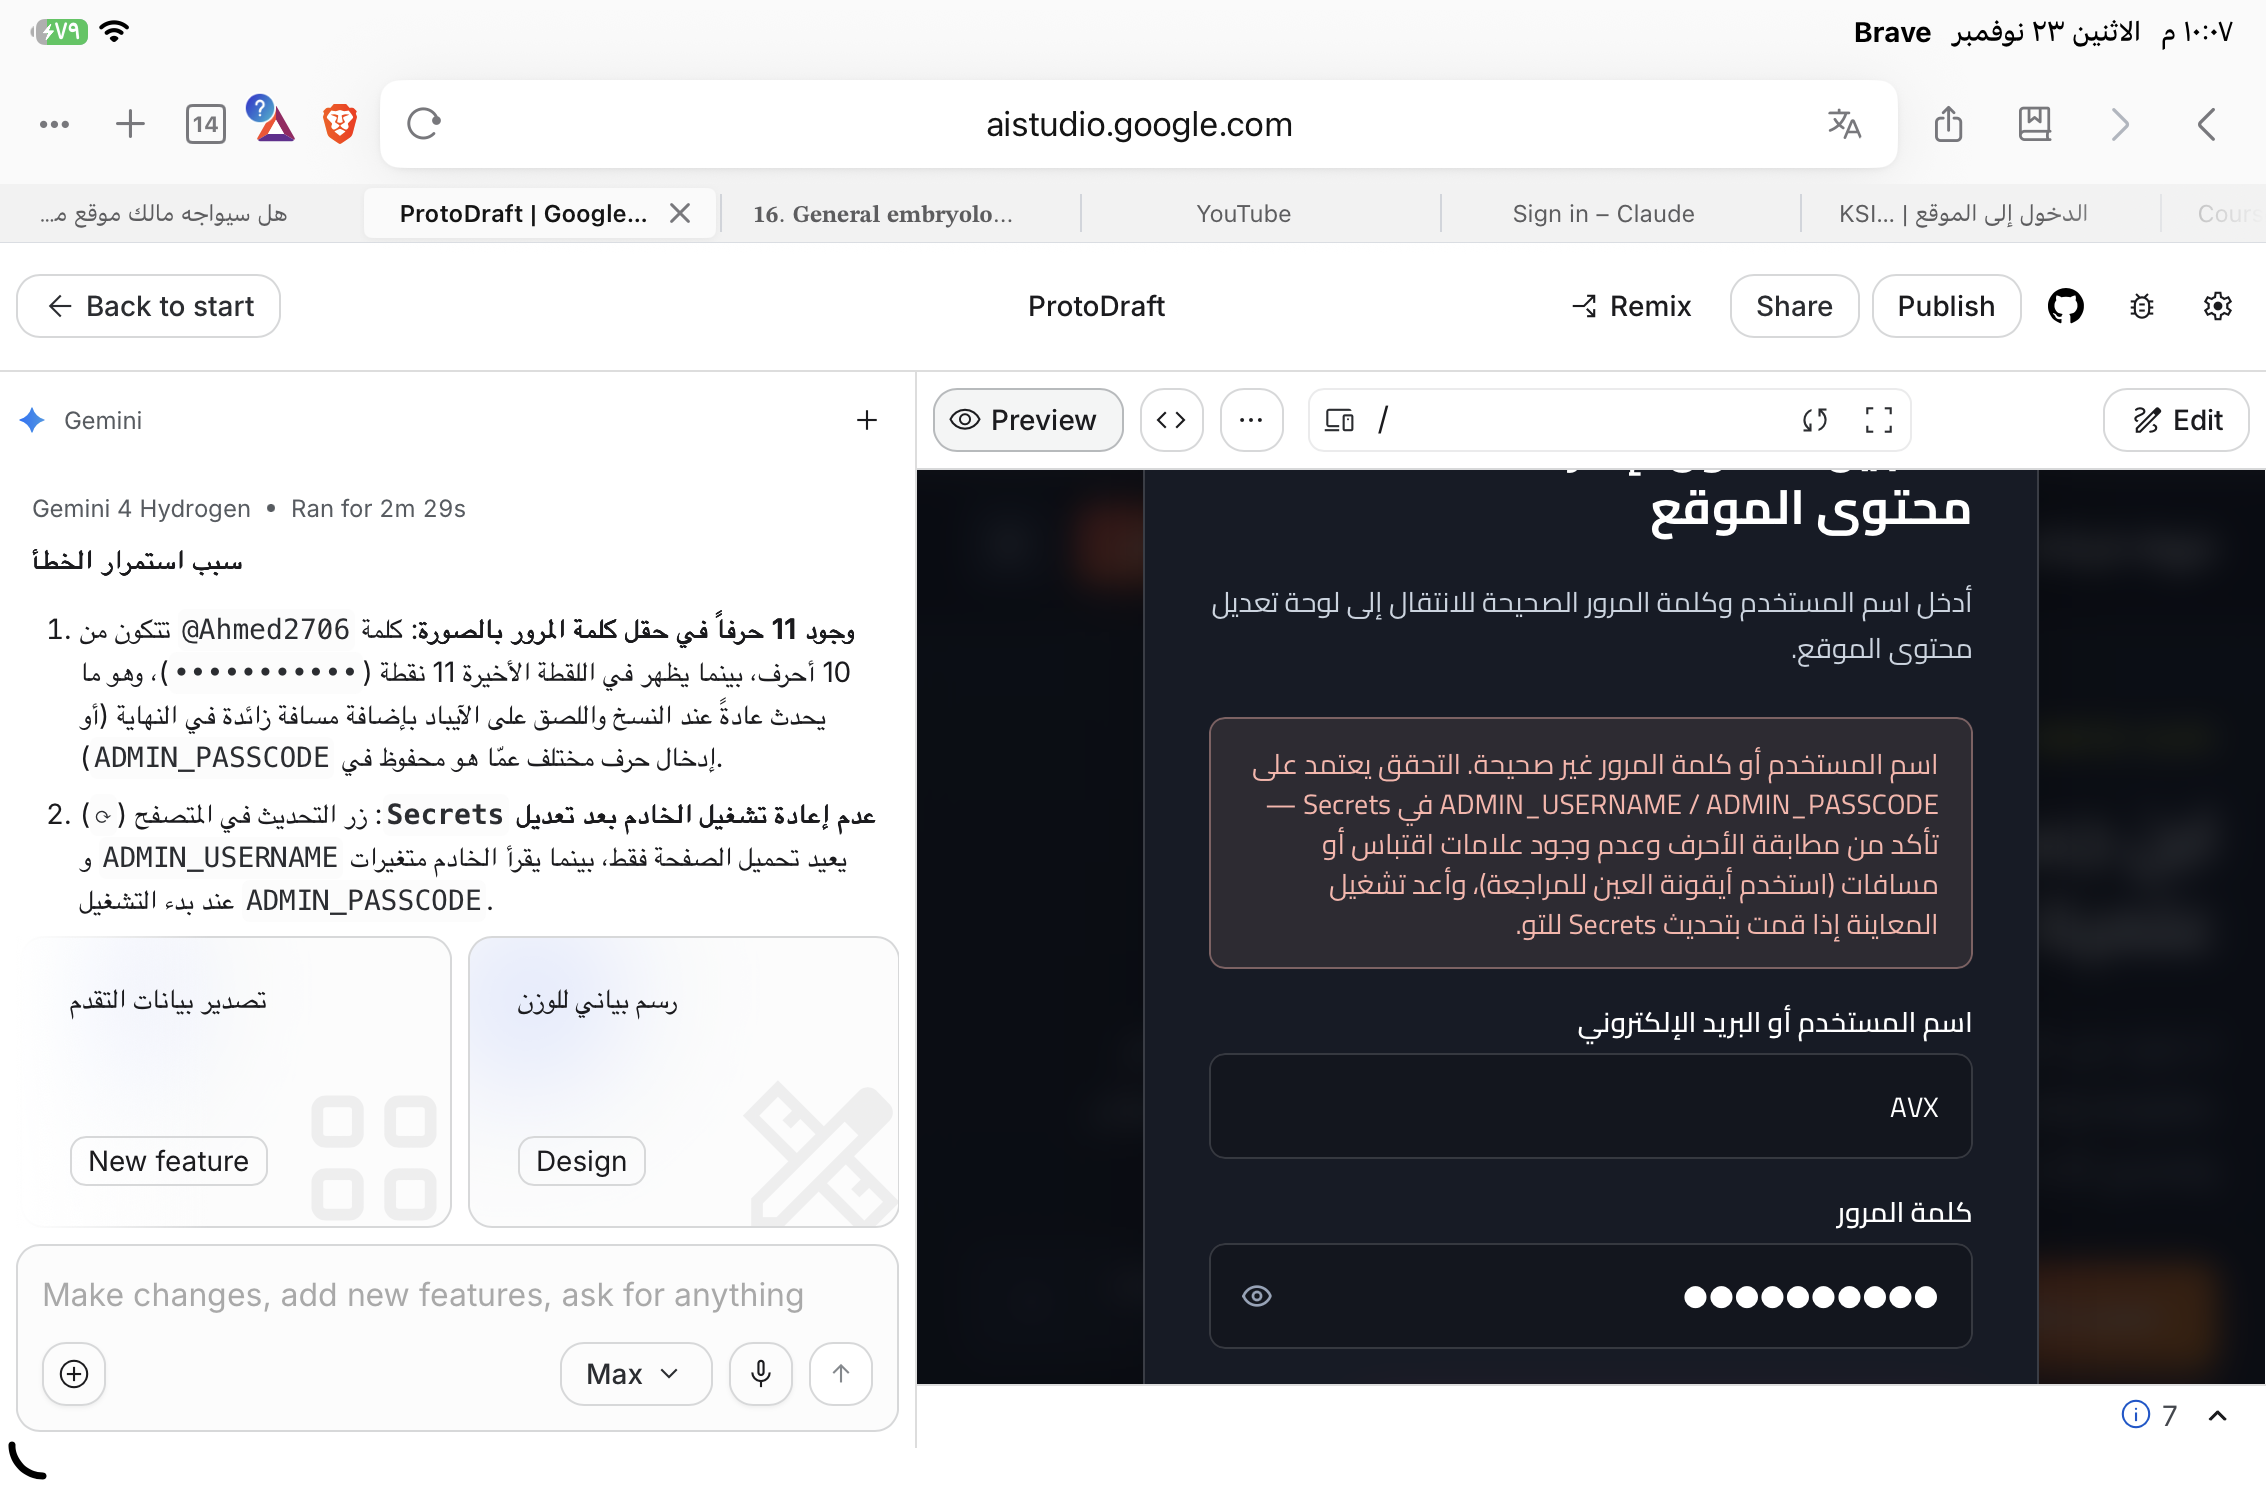 ٧٩
Brave الاثنين ٢٣ نوفمبر ١٠:٠٧ م
14
?
aistudio.google.com
هل سيواجه مالك موقع م...
ProtoDraft | Google...
16. General embryolo...
YouTube
Sign in – Claude
الدخول إلى الموقع | KSI...
Cours
Back to start
ProtoDraft
Remix
Share
Publish
Gemini
Gemini 4 Hydrogen • Ran for 2m 29s
سبب استمرار الخطأ
1. وجود 11 حرفاً في حقل كلمة المرور بالصورة: كلمة @Ahmed2706 تتكون من
10 أحرف، بينما يظهر في اللقطة الأخيرة 11 نقطة (•••••••••••)، وهو ما
يحدث عادةً عند النسخ واللصق على الآيباد بإضافة مسافة زائدة في النهاية (أو
إدخال حرف مختلف عمّا هو محفوظ في ADMIN_PASSCODE).
2. عدم إعادة تشغيل الخادم بعد تعديل Secrets: زر التحديث في المتصفح (⟳)
يعيد تحميل الصفحة فقط، بينما يقرأ الخادم متغيرات ADMIN_USERNAME و
ADMIN_PASSCODE عند بدء التشغيل.
تصدير بيانات التقدم
New feature
رسم بياني للوزن
Design
Make changes, add new features, ask for anything
Max
Preview
/
Edit
محتوى الموقع
أدخل اسم المستخدم وكلمة المرور الصحيحة للانتقال إلى لوحة تعديل
محتوى الموقع.
اسم المستخدم أو كلمة المرور غير صحيحة. التحقق يعتمد على
ADMIN_USERNAME / ADMIN_PASSCODE في Secrets —
تأكد من مطابقة الأحرف وعدم وجود علامات اقتباس أو
مسافات (استخدم أيقونة العين للمراجعة)، وأعد تشغيل
المعاينة إذا قمت بتحديث Secrets للتو.
اسم المستخدم أو البريد الإلكتروني
AVX
كلمة المرور
●●●●●●●●●●
7